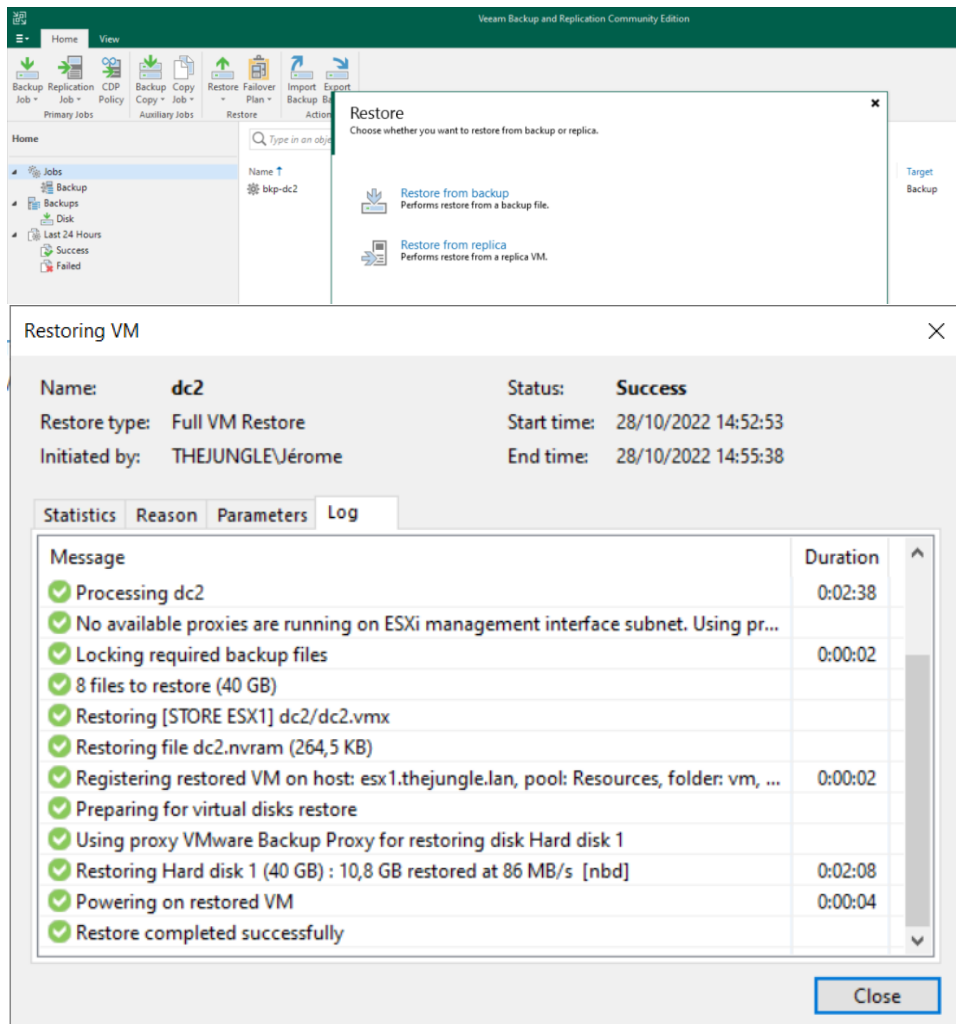 Veeam Backup and Replication Community Edition
Home View
Backup Job Replication Job CDP Policy Backup Copy Copy Job Restore Failover Plan Import Backup Export
Primary Jobs Auxiliary Jobs Restore Action
Restore
Choose whether you want to restore from backup or replica.
Restore from backup
Performs restore from a backup file.
Restore from replica
Performs restore from a replica VM.
Home
Jobs
Backup
Backups
Disk
Last 24 Hours
Success
Failed
Type in an obje
Name
bkp-dc2
Target
Backup
Restoring VM
Name: dc2 Status: Success
Restore type: Full VM Restore Start time: 28/10/2022 14:52:53
Initiated by: THEJUNGLE\Jérome End time: 28/10/2022 14:55:38
Statistics Reason Parameters Log
Message Duration
Processing dc2 0:02:38
No available proxies are running on ESXi management interface subnet. Using pr...
Locking required backup files 0:00:02
8 files to restore (40 GB)
Restoring [STORE ESX1] dc2/dc2.vmx
Restoring file dc2.nvram (264,5 KB)
Registering restored VM on host: esx1.thejungle.lan, pool: Resources, folder: vm, ... 0:00:02
Preparing for virtual disks restore
Using proxy VMware Backup Proxy for restoring disk Hard disk 1
Restoring Hard disk 1 (40 GB) : 10,8 GB restored at 86 MB/s [nbd] 0:02:08
Powering on restored VM 0:00:04
Restore completed successfully
Close